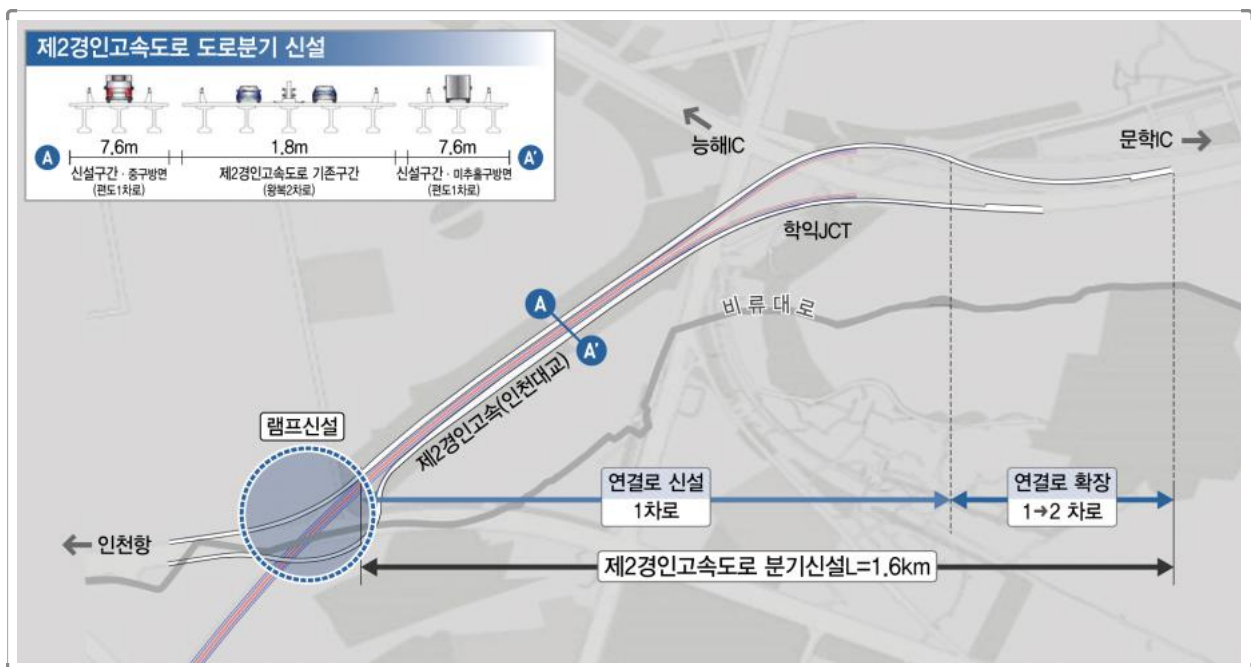 제2경인고속도로 도로분기 신설
7.6m
1.8m
7.6m
A
신설구간 · 중구방면
(편도1차로)
제2경인고속도로 기존구간
(왕복2차로)
신설구간 · 미추홀구방면
(편도1차로)
A'
능해IC
문학IC
학익JCT
비류대로
A
A'
제2경인고속(인천대교)
램프신설
연결로 신설
1차로
연결로 확장
1→2 차로
인천항
제2경인고속도로 분기신설L=1.6km